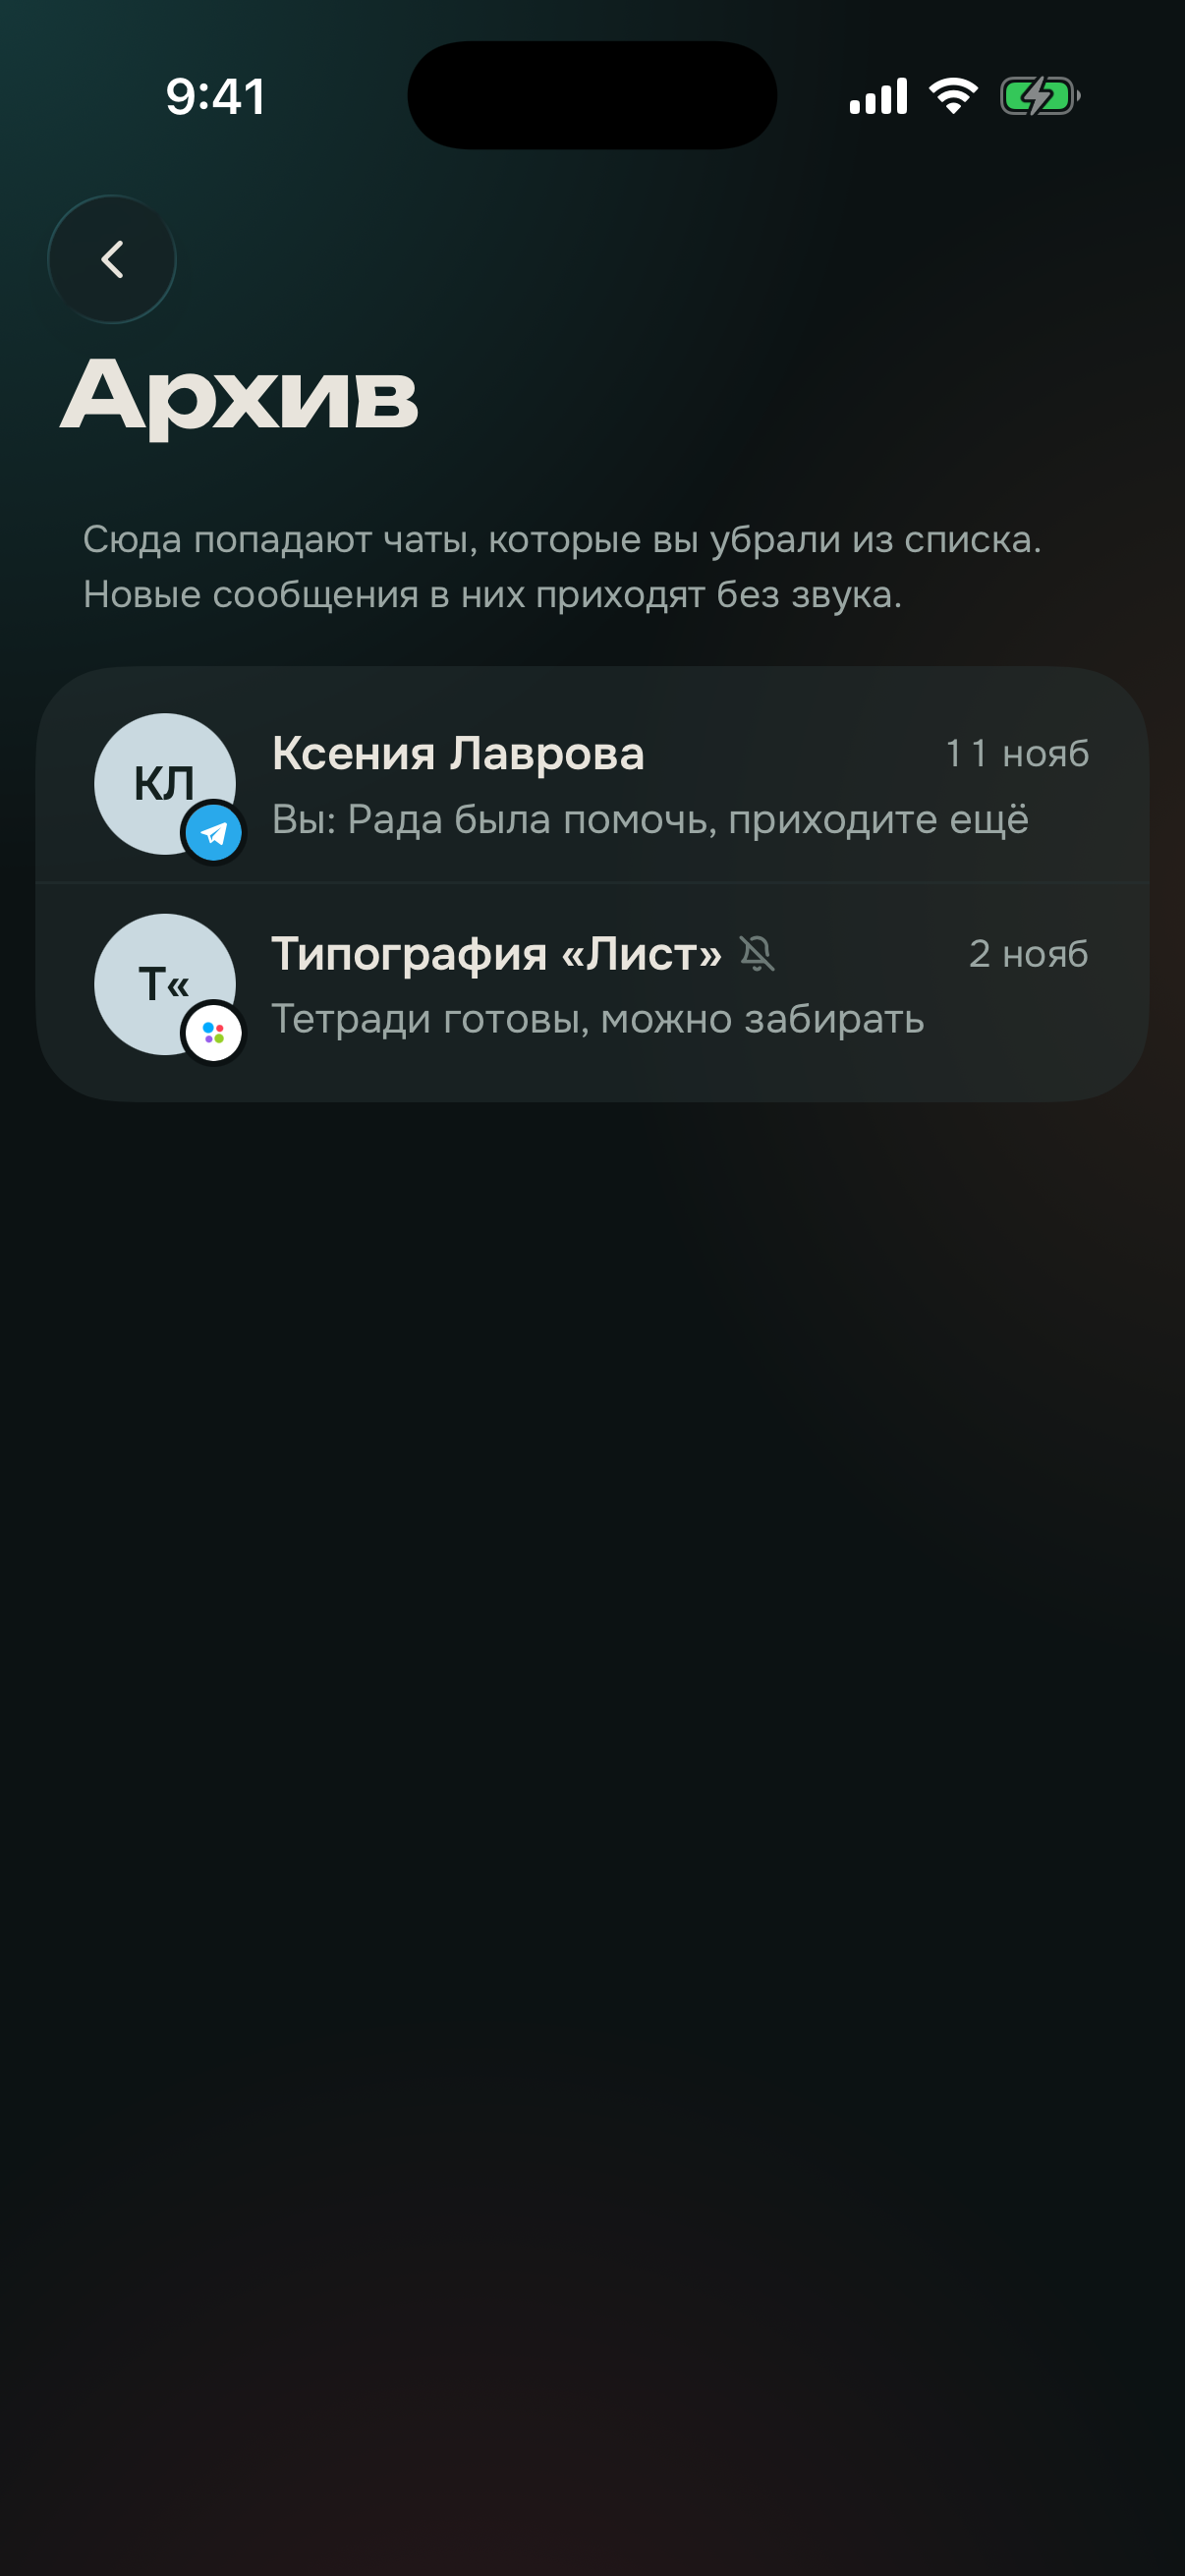 9:41
Архив
Сюда попадают чаты, которые вы убрали из списка.
Новые сообщения в них приходят без звука.
КЛ
Ксения Лаврова
11 нояб
Вы: Рада была помочь, приходите ещё
Т«
Типография «Лист»
2 нояб
Тетради готовы, можно забирать